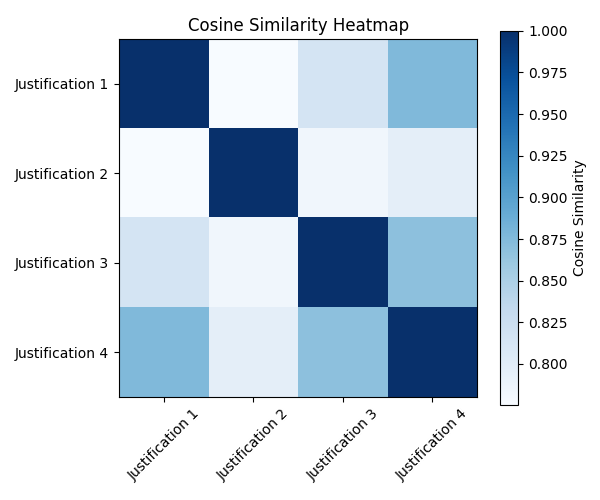 Cosine Similarity Heatmap
Justification 1
Justification 2
Justification 3
Justification 4
Justification 1
Justification 2
Justification 3
Justification 4
1.000
0.975
0.950
0.925
0.900
0.875
0.850
0.825
0.800
Cosine Similarity